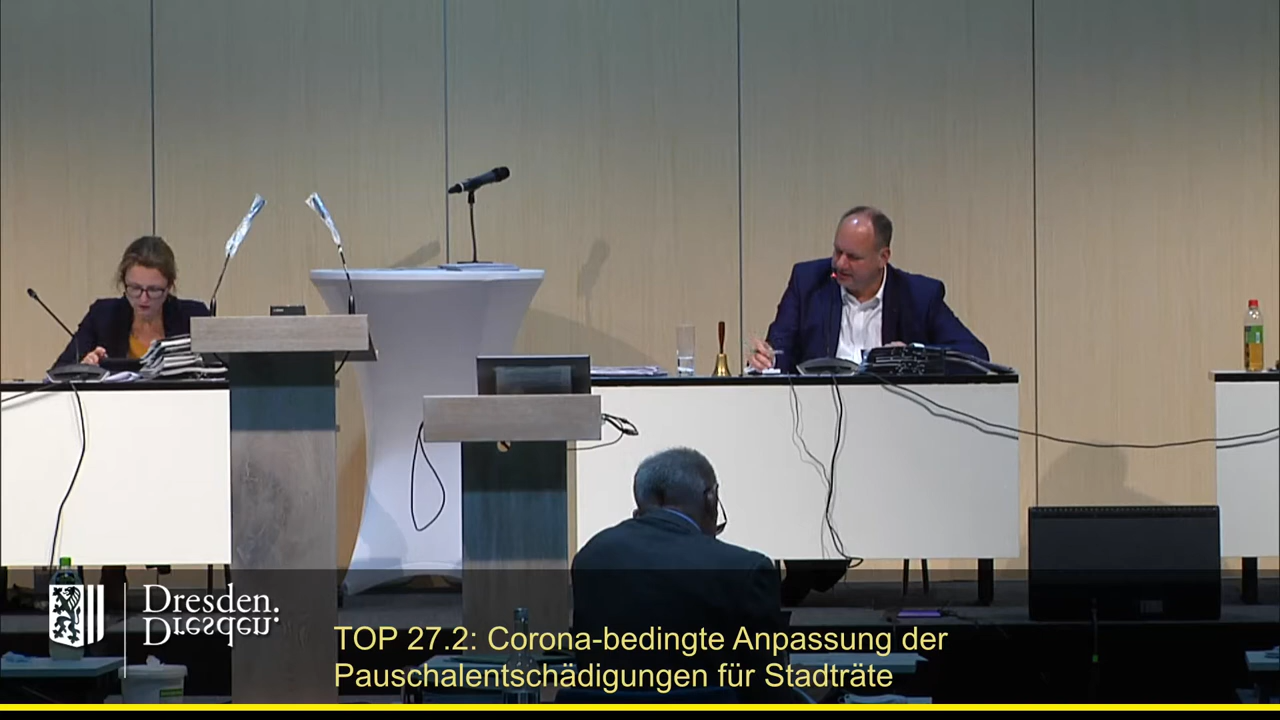 Dresden.
Dresden.
TOP 27.2: Corona-bedingte Anpassung der
Pauschalentschädigungen für Stadträte